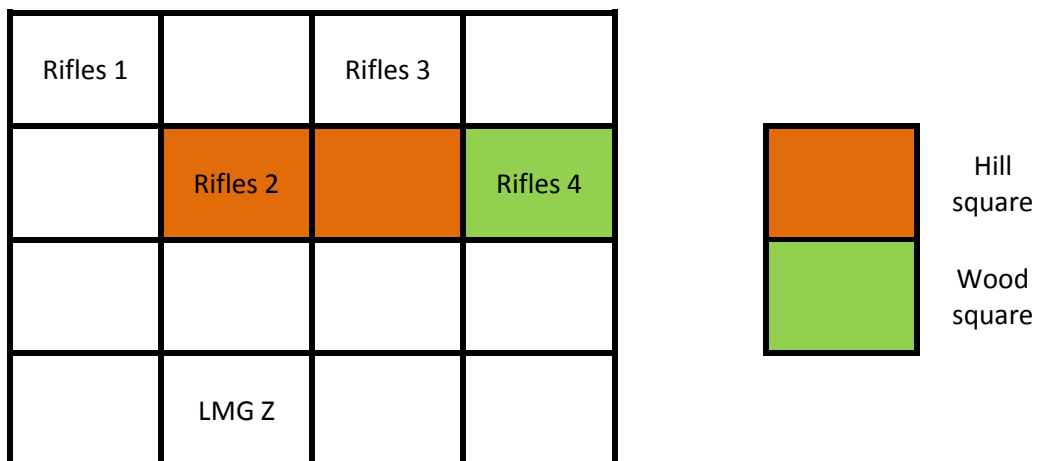 Rifles 1
Rifles 3
Rifles 2
Rifles 4
LMG Z
Hill
square
Wood
square